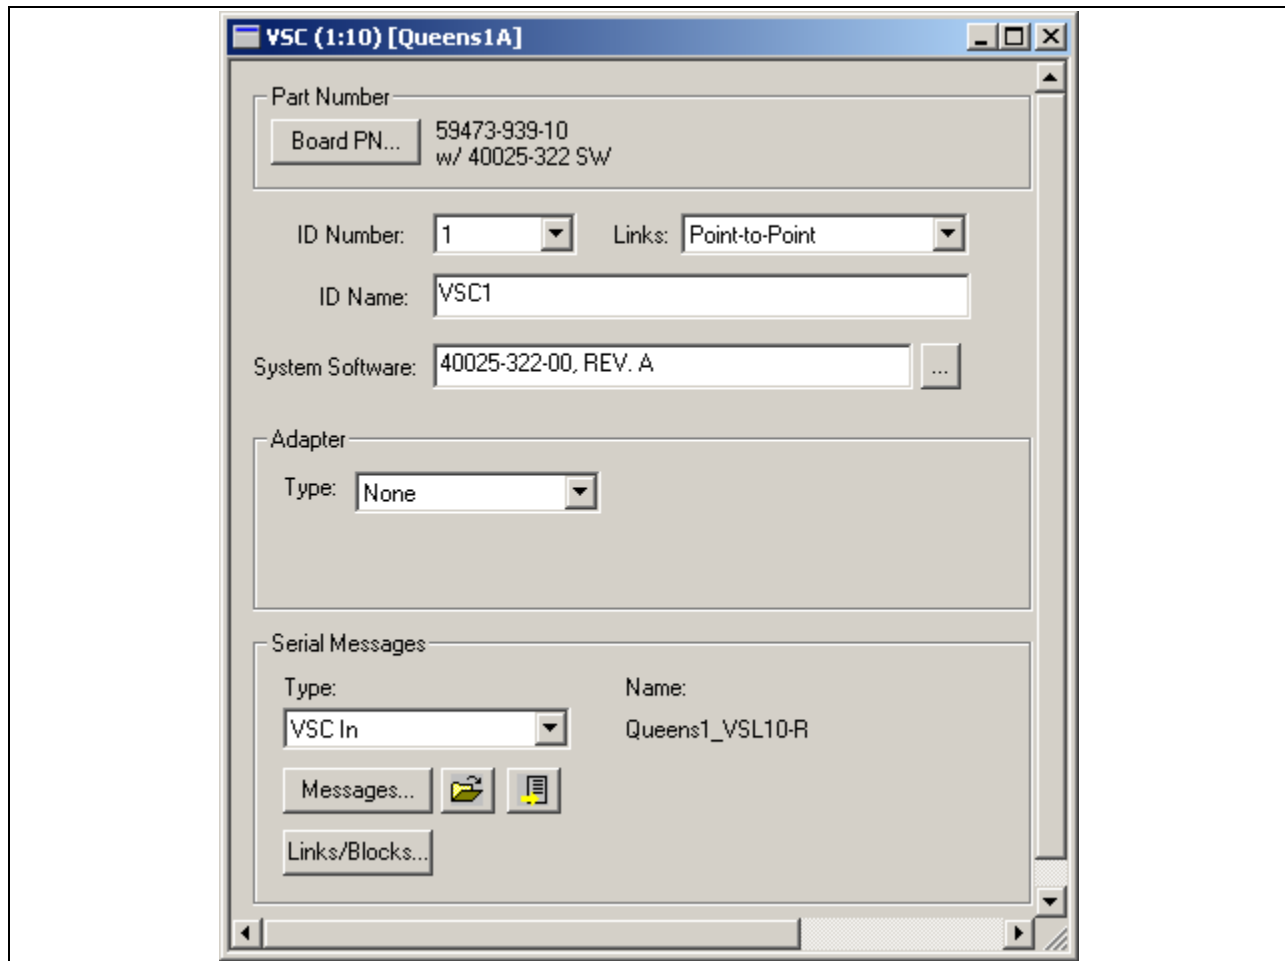 VSC (1:10) [Queens1A]
Part Number
Board PN...
59473-939-10
w/ 40025-322 SW
ID Number:
1
Links:
Point-to-Point
ID Name:
VSC1
System Software:
40025-322-00, REV. A
...
Adapter
Type:
None
Serial Messages
Type:
Name:
VSC In
Queens1_VSL10-R
Messages...
Links/Blocks...